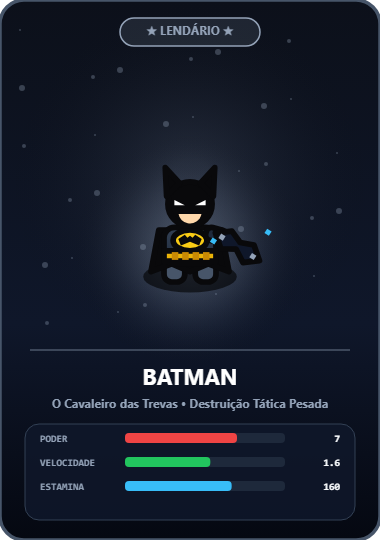 ★ LENDÁRIO ★
BATMAN
O Cavaleiro das Trevas • Destruição Tática Pesada
PODER 7
VELOCIDADE 1.6
ESTAMINA 160